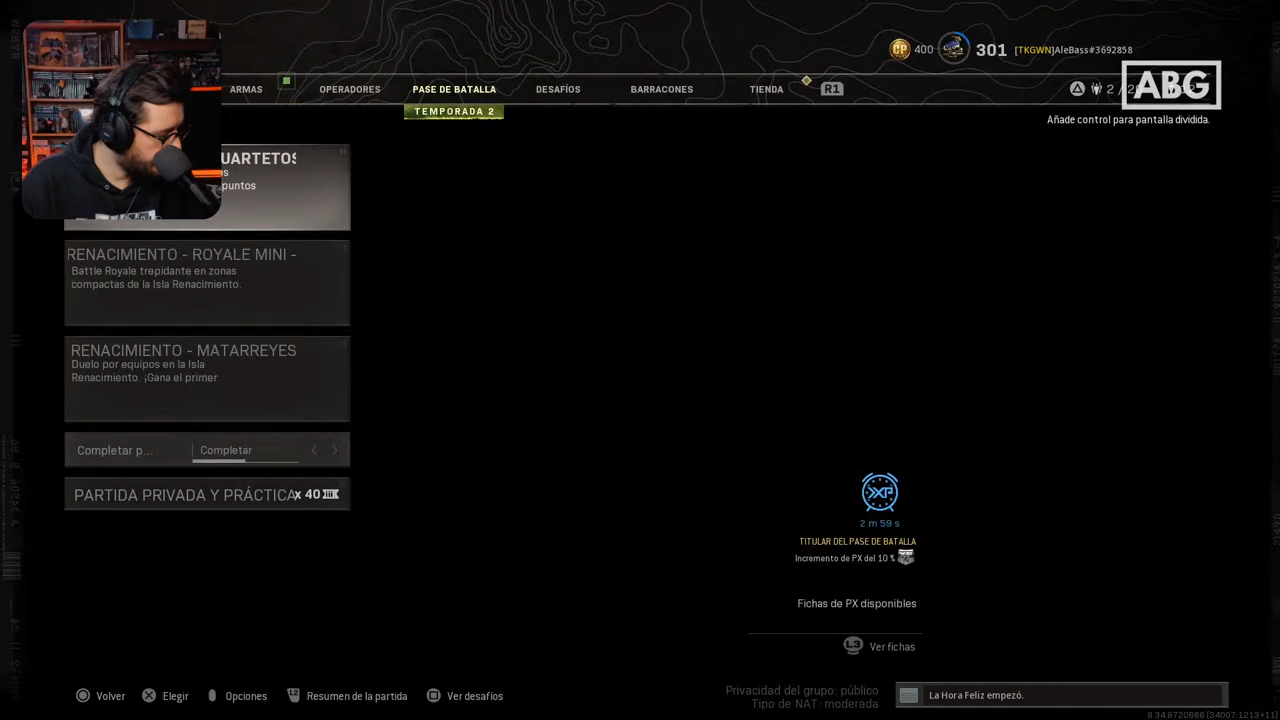 400
301
[TKGWN]AleBass#3692858
ARMAS
OPERADORES
PASE DE BATALLA
DESAFÍOS
BARRACONES
TIENDA
R1
ABG
TEMPORADA 2
Añade control para pantalla dividida.
puntos
RENACIMIENTO - ROYALE MINI -
Battle Royale trepidante en zonas
compactas de la Isla Renacimiento.
RENACIMIENTO - MATARREYES
Duelo por equipos en la Isla
Renacimiento. ¡Gana el primer
Completar p... Completar
PARTIDA PRIVADA Y PRÁCTICA x 40
XP
2 m 59 s
TITULAR DEL PASE DE BATALLA
Incremento de PX del 10 %
Fichas de PX disponibles
L3 Ver fichas
Volver Elegir Opciones L2 Resumen de la partida Ver desafíos
Privacidad del grupo: público
Tipo de NAT: moderada
La Hora Feliz empezó.